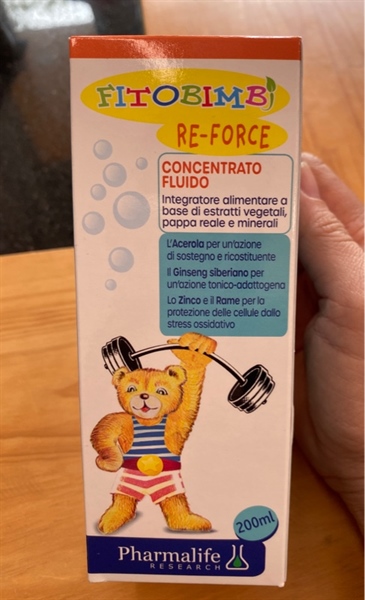 FITOBIMBI
RE-FORCE
CONCENTRATO
FLUIDO
Integratore alimentare a
base di estratti vegetali,
pappa reale e minerali
L'Acerola per un'azione
di sostegno e ricostituente
Il Ginseng siberiano per
un'azione tonico-adattogena
Lo Zinco e il Rame per la
protezione delle cellule dallo
stress ossidativo
200ml
Pharmalife
RESEARCH